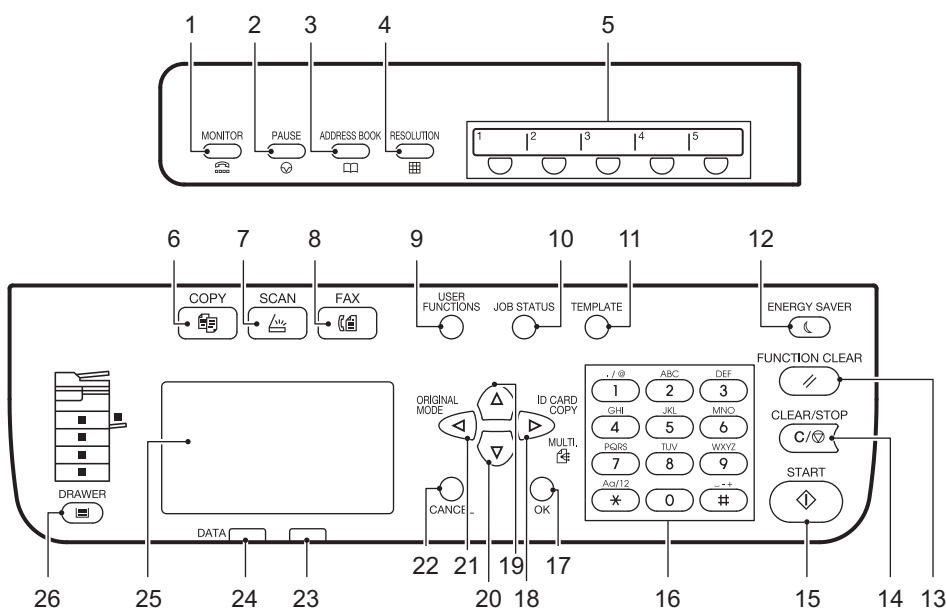 1 2 3 4 5
MONITOR PAUSE ADDRESS BOOK RESOLUTION
1 2 3 4 5
6 7 8 9 10 11 12
COPY SCAN FAX USER FUNCTIONS JOB STATUS TEMPLATE ENERGY SAVER
FUNCTION CLEAR
. / @ ABC DEF
1 2 3
ORIGINAL MODE ID CARD COPY
GHI JKL MNO
4 5 6
CLEAR/STOP
C/
MULTI.
PQRS TUV WXYZ
7 8 9
START
DRAWER
CANCEL OK
Aa/12 _ - +
* 0 #
DATA
26 25 24 23 22 21 20 19 18 17 16 15 14 13